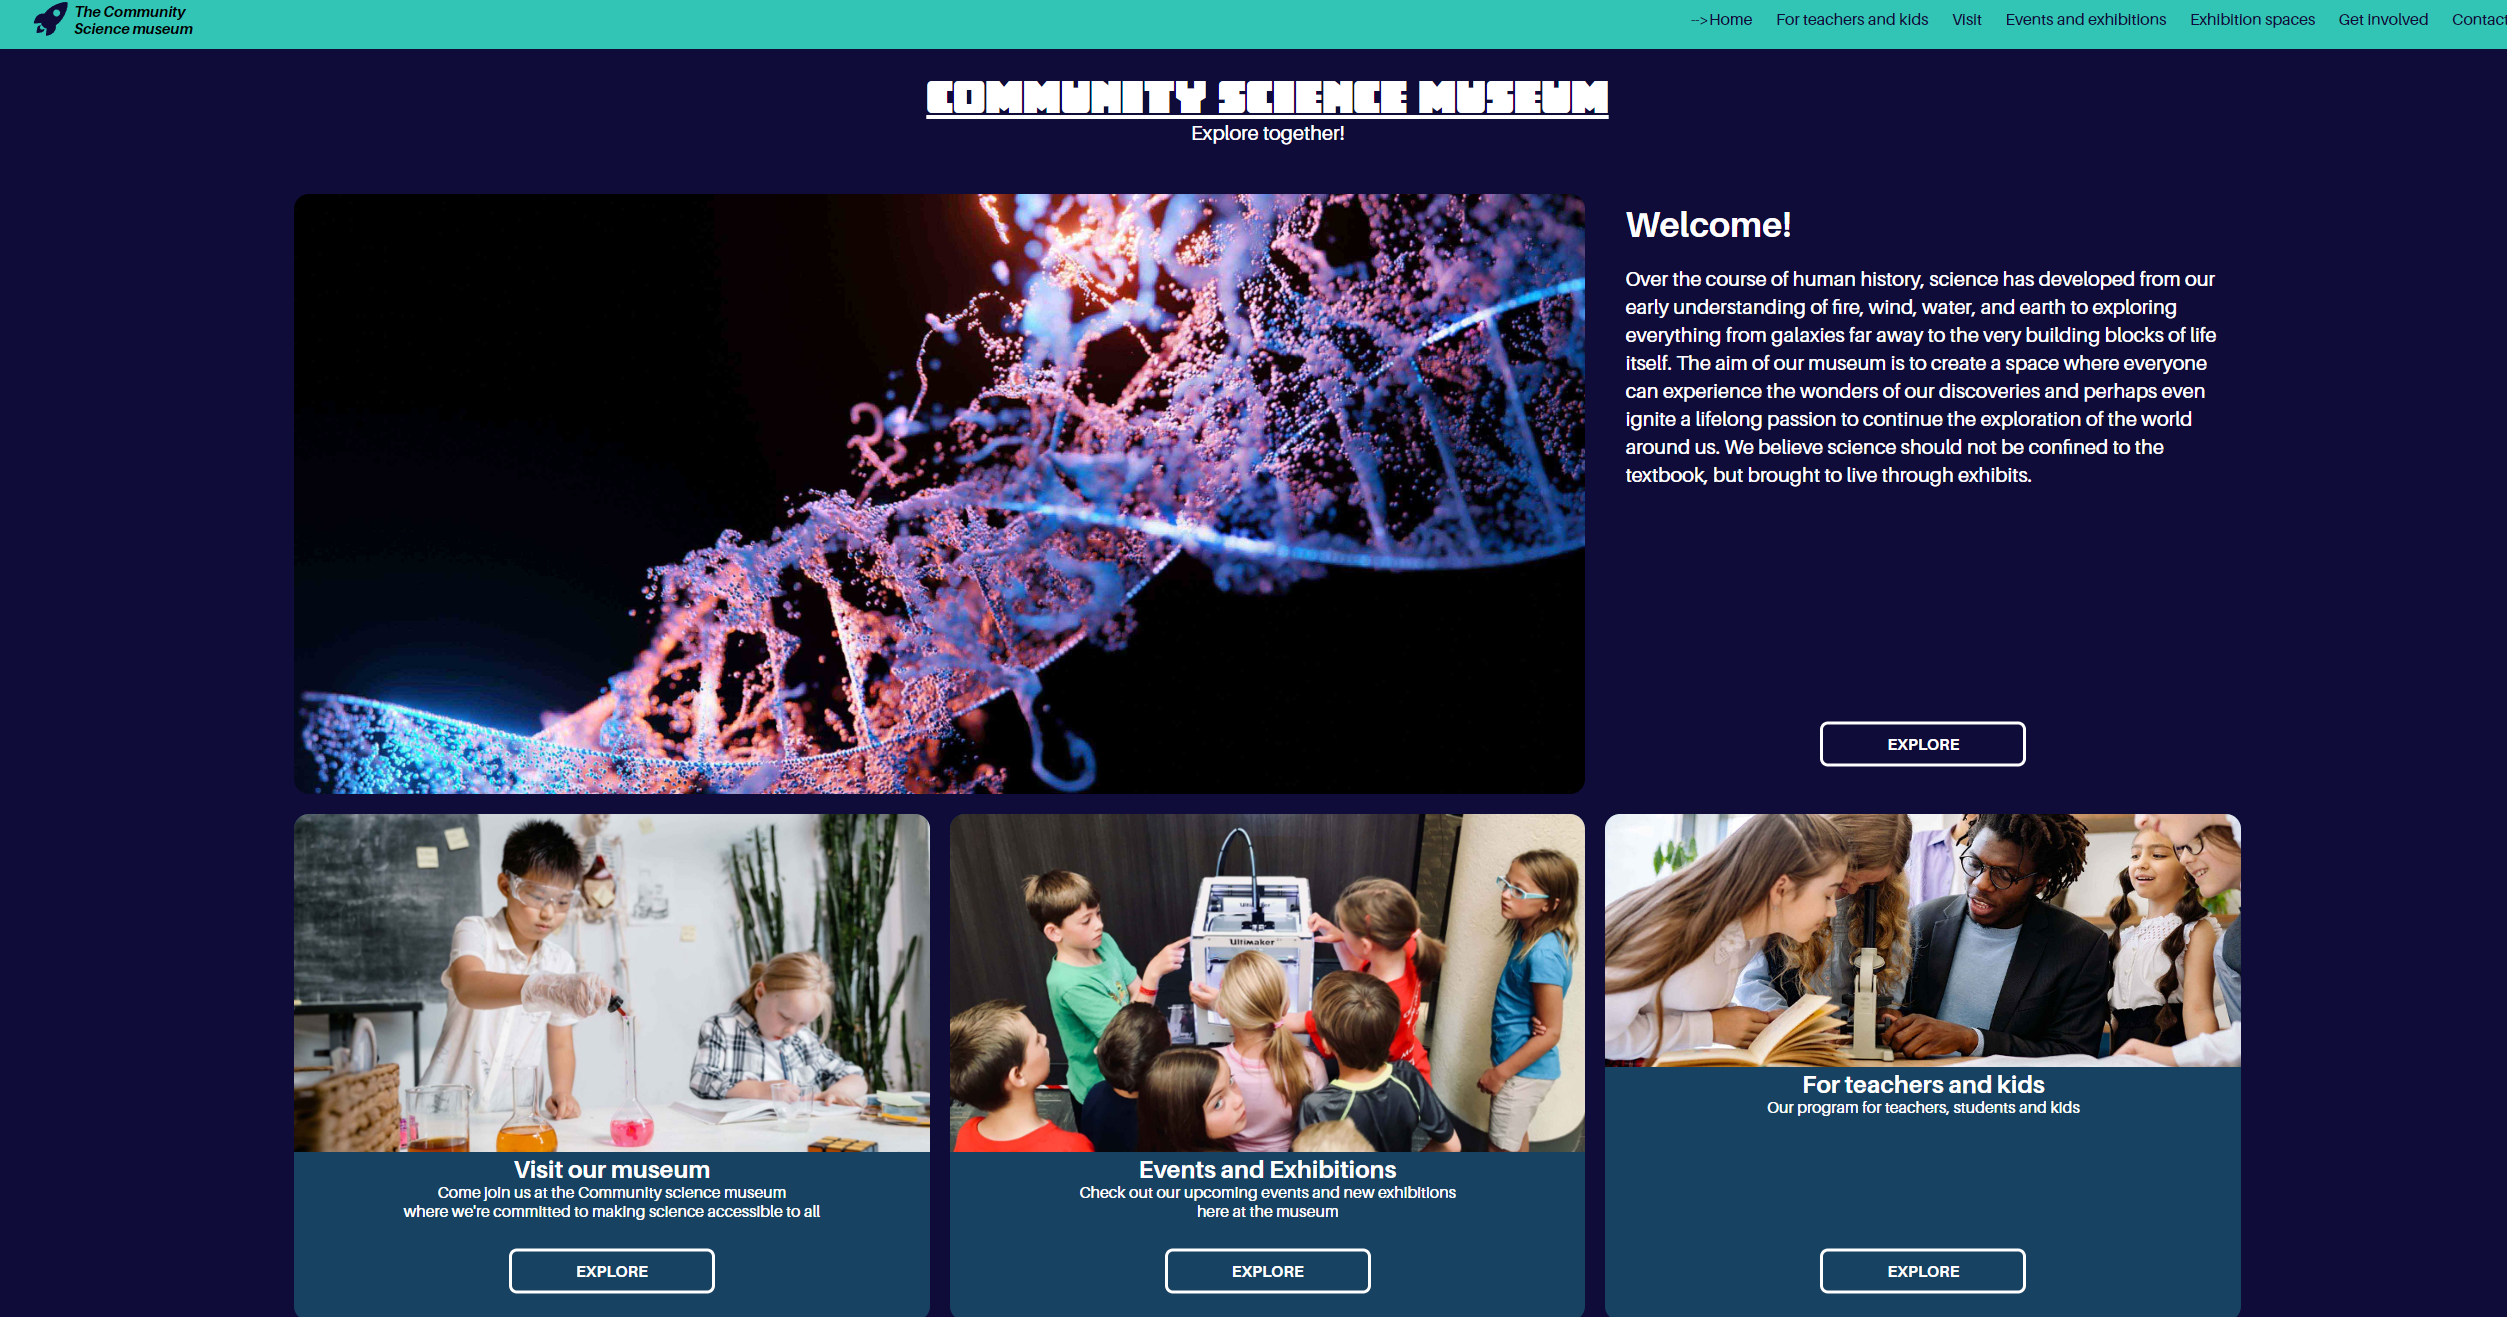 The Community
Science museum
-->Home For teachers and kids Visit Events and exhibitions Exhibition spaces Get involved Contact
COMMUNITY SCIENCE MUSEUM
Explore together!
Welcome!
Over the course of human history, science has developed from our
early understanding of fire, wind, water, and earth to exploring
everything from galaxies far away to the very building blocks of life
itself. The aim of our museum is to create a space where everyone
can experience the wonders of our discoveries and perhaps even
ignite a lifelong passion to continue the exploration of the world
around us. We believe science should not be confined to the
textbook, but brought to live through exhibits.
EXPLORE
Ultimaker
Visit our museum
Come join us at the Community science museum
where we're committed to making science accessible to all
EXPLORE
Events and Exhibitions
Check out our upcoming events and new exhibitions
here at the museum
EXPLORE
For teachers and kids
Our program for teachers, students and kids
EXPLORE